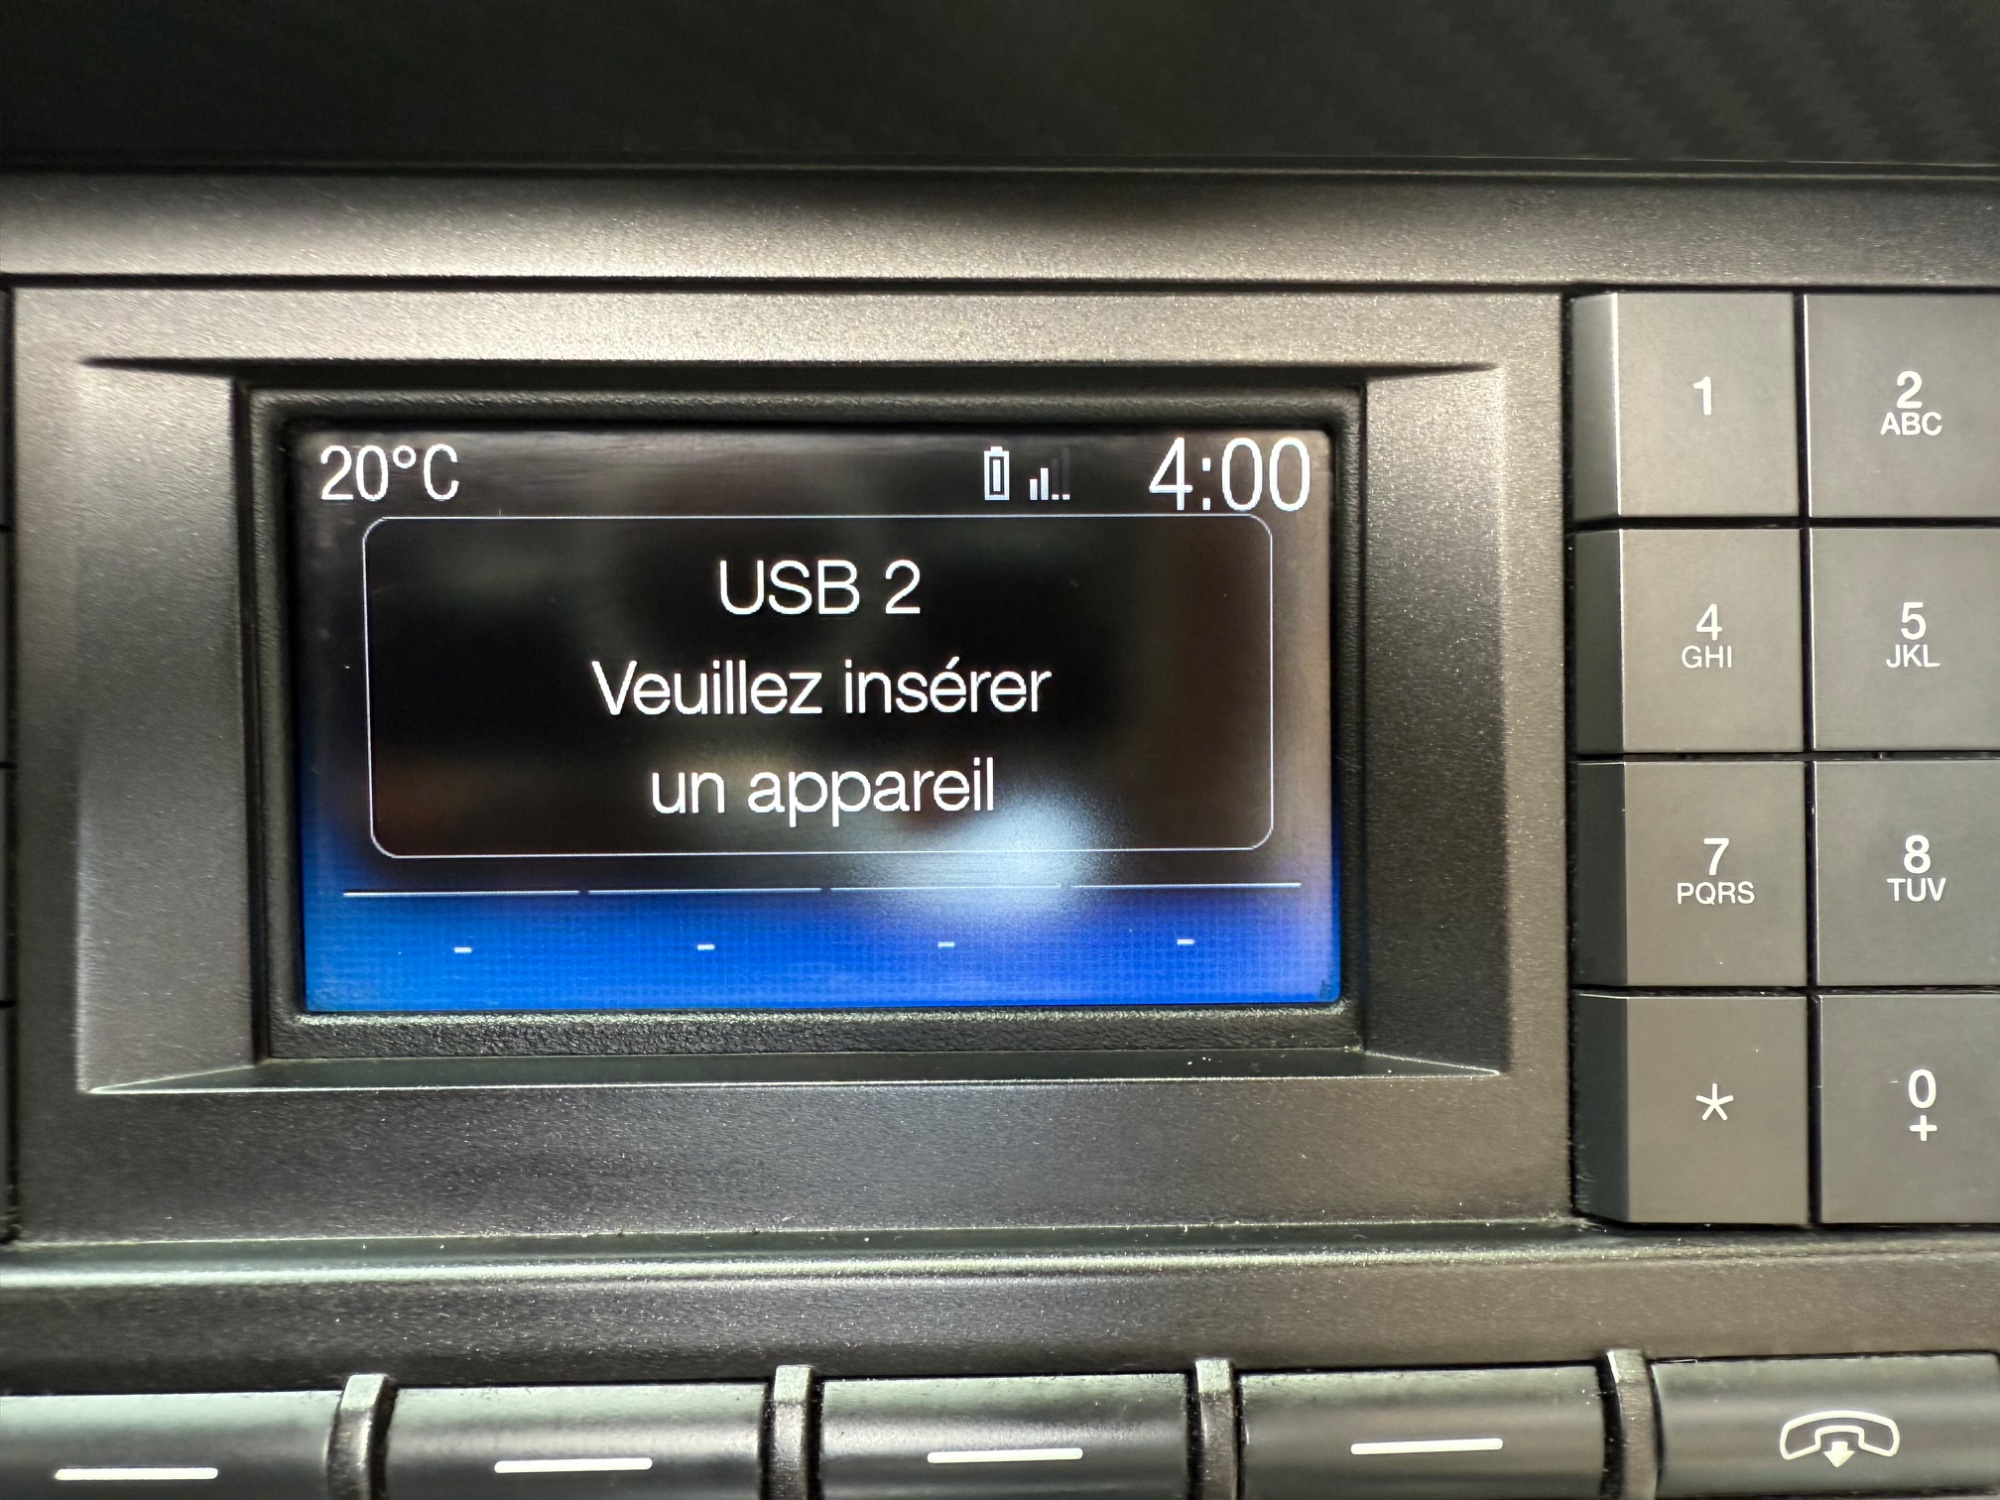 20°C 4:00
USB 2
Veuillez insérer
un appareil
- - - -
1 2
ABC
4 5
GHI JKL
7 8
PQRS TUV
* 0
+